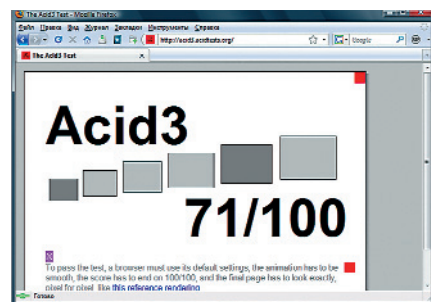 The Acid3 Test - Mozilla Firefox
Файл Правка Вид Журнал Закладки Инструменты Справка
http://acid3.acidtests.org/ Google
The Acid3 Test
Acid3
71/100
To pass the test, a browser must use its default settings, the animation has to be
smooth, the score has to end on 100/100, and the final page has to look exactly,
pixel for pixel, like this reference rendering
Готово